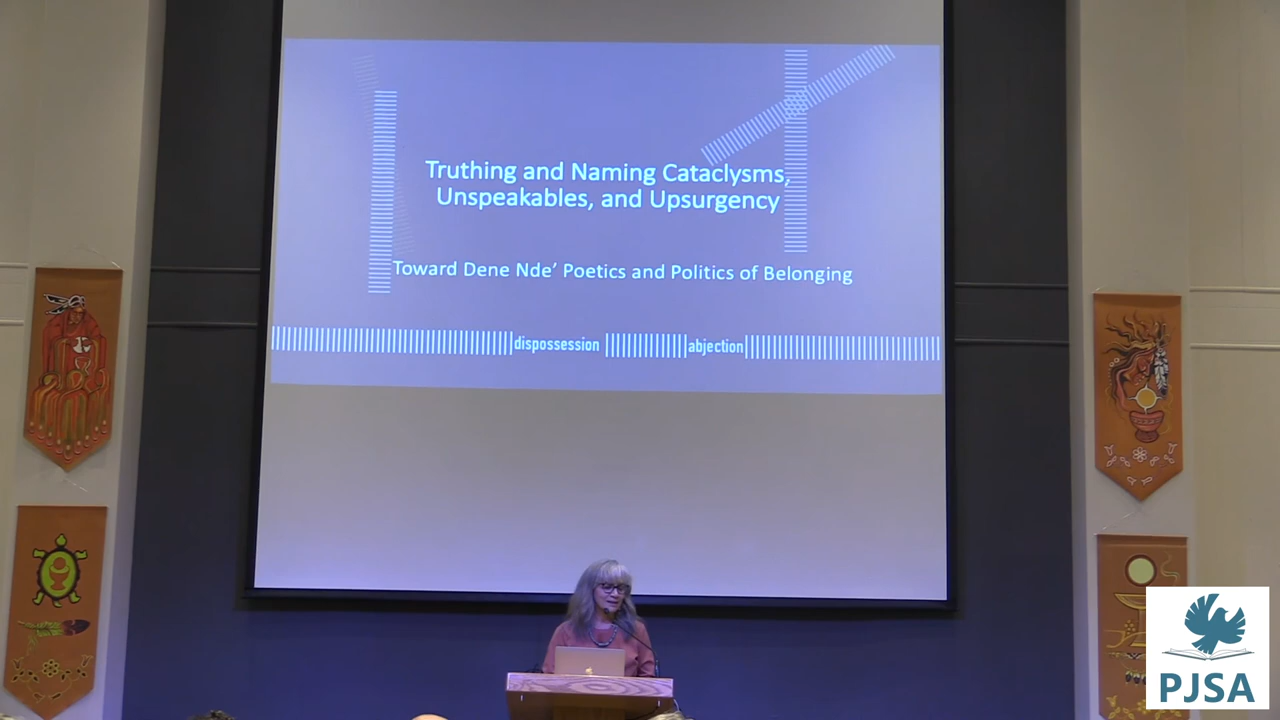 Truthing and Naming Cataclysms,
Unspeakables, and Upsurgency
Toward Dene Nde' Poetics and Politics of Belonging
dispossession
abjection
PJSA